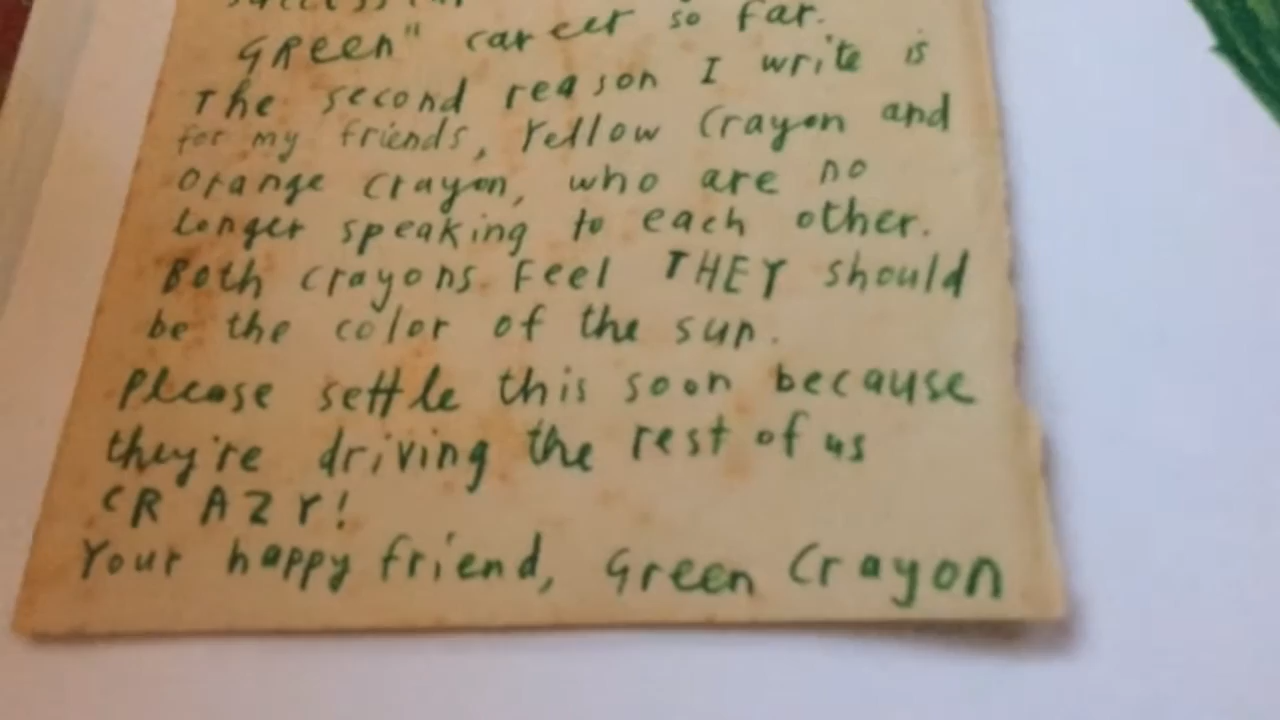 GREEN" career so far.
The second reason I write is
for my friends, Yellow Crayon and
Orange Crayon, who are no
longer speaking to each other.
Both crayons feel THEY should
be the color of the sun.
Please settle this soon because
they're driving the rest of us
CRAZY!
Your happy friend, Green Crayon